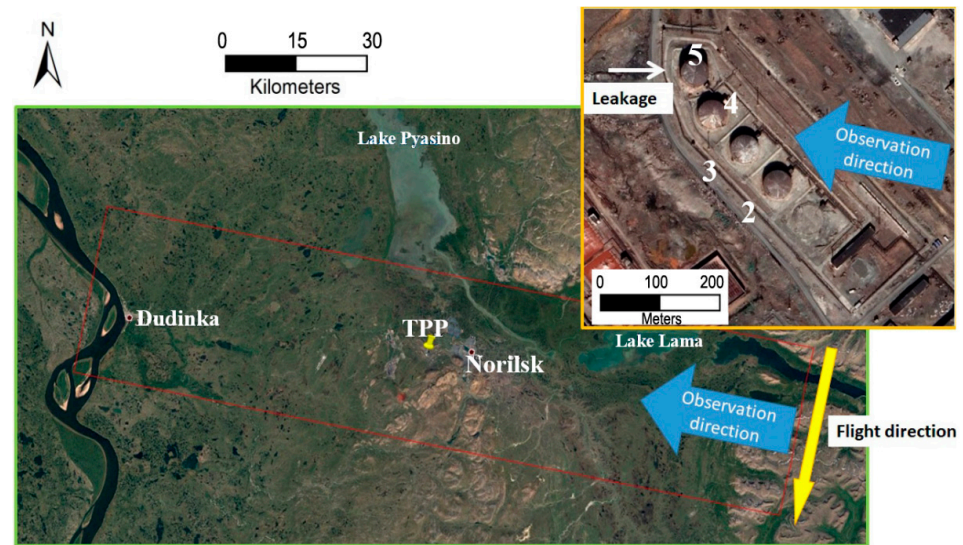 N
0 15 30
Kilometers
Lake Pyasino
Dudinka
TPP
Norilsk
Lake Lama
Observation
direction
Flight direction
5
Leakage
4
Observation
direction
3
2
0 100 200
Meters